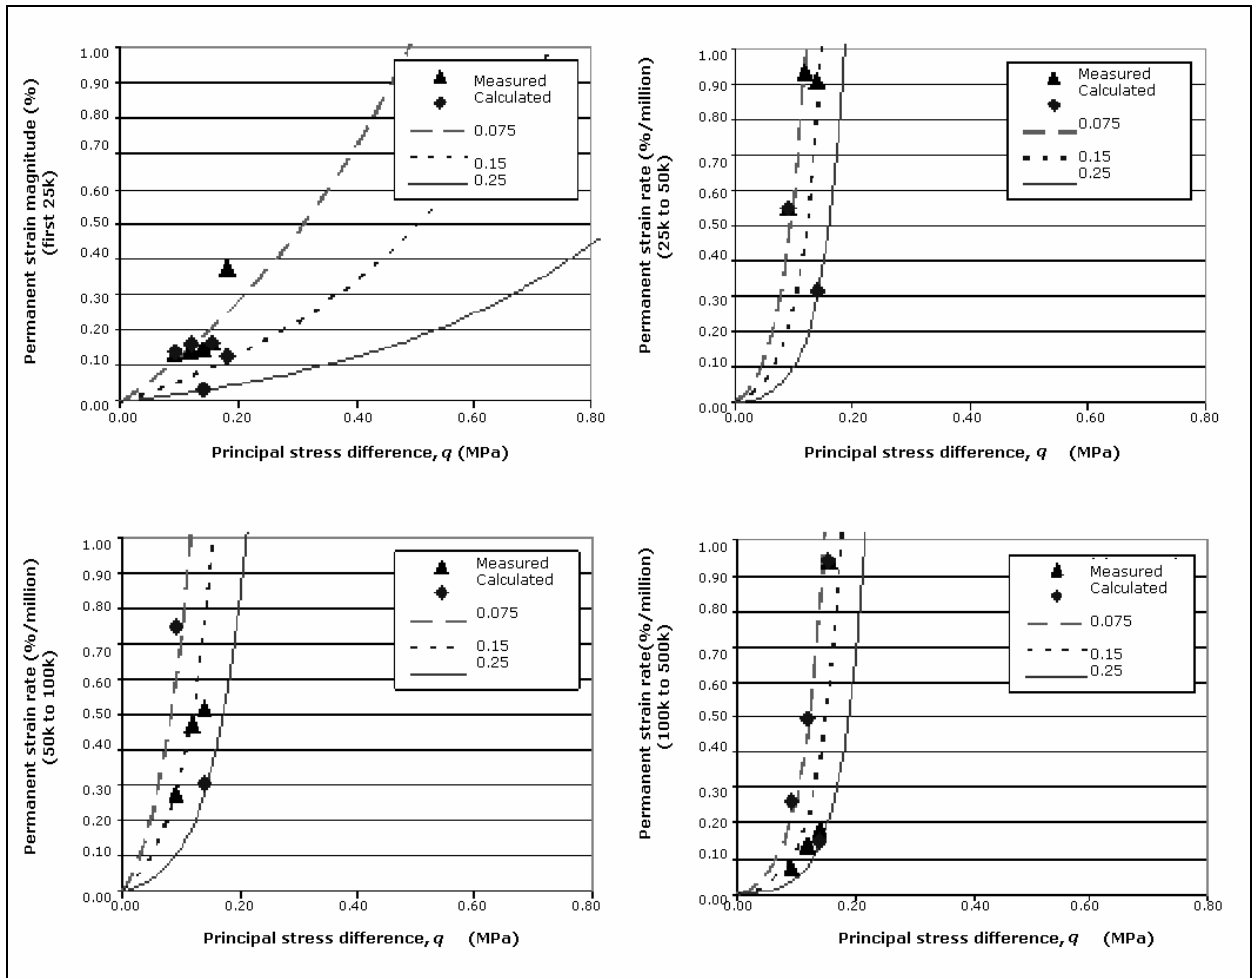 Permanent strain magnitude (%)
(first 25k)
1.00
0.90
0.80
0.70
0.60
0.50
0.40
0.30
0.20
0.10
0.00
0.00 0.20 0.40 0.60 0.80
Principal stress difference, q (MPa)
Measured
Calculated
0.075
0.15
0.25
Permanent strain rate (%/million)
(25k to 50k)
1.00
0.90
0.80
0.70
0.60
0.50
0.40
0.30
0.20
0.10
0.00
0.00 0.20 0.40 0.60 0.80
Principal stress difference, q (MPa)
Measured
Calculated
0.075
0.15
0.25
Permanent strain rate (%/million)
(50k to 100k)
1.00
0.90
0.80
0.70
0.60
0.50
0.40
0.30
0.20
0.10
0.00
0.00 0.20 0.40 0.60 0.80
Principal stress difference, q (MPa)
Measured
Calculated
0.075
0.15
0.25
Permanent strain rate(%/million)
(100k to 500k)
1.00
0.90
0.80
0.70
0.60
0.50
0.40
0.30
0.20
0.10
0.00
0.00 0.20 0.40 0.60 0.80
Principal stress difference, q (MPa)
Measured
Calculated
0.075
0.15
0.25